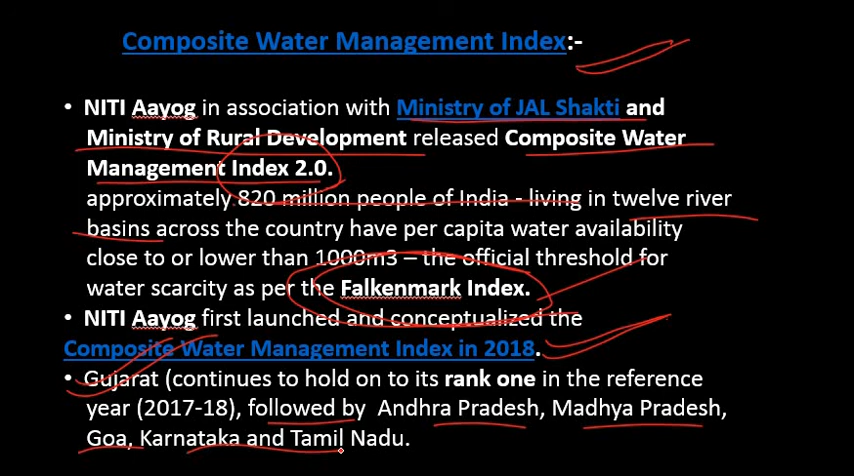 Composite Water Management Index:-
• NITI Aayog in association with Ministry of JAL Shakti and
Ministry of Rural Development released Composite Water
Management Index 2.0.
approximately 820 million people of India - living in twelve river
basins across the country have per capita water availability
close to or lower than 1000m3 – the official threshold for
water scarcity as per the Falkenmark Index.
• NITI Aayog first launched and conceptualized the
Composite Water Management Index in 2018.
• Gujarat (continues to hold on to its rank one in the reference
year (2017-18), followed by Andhra Pradesh, Madhya Pradesh,
Goa, Karnataka and Tamil Nadu.